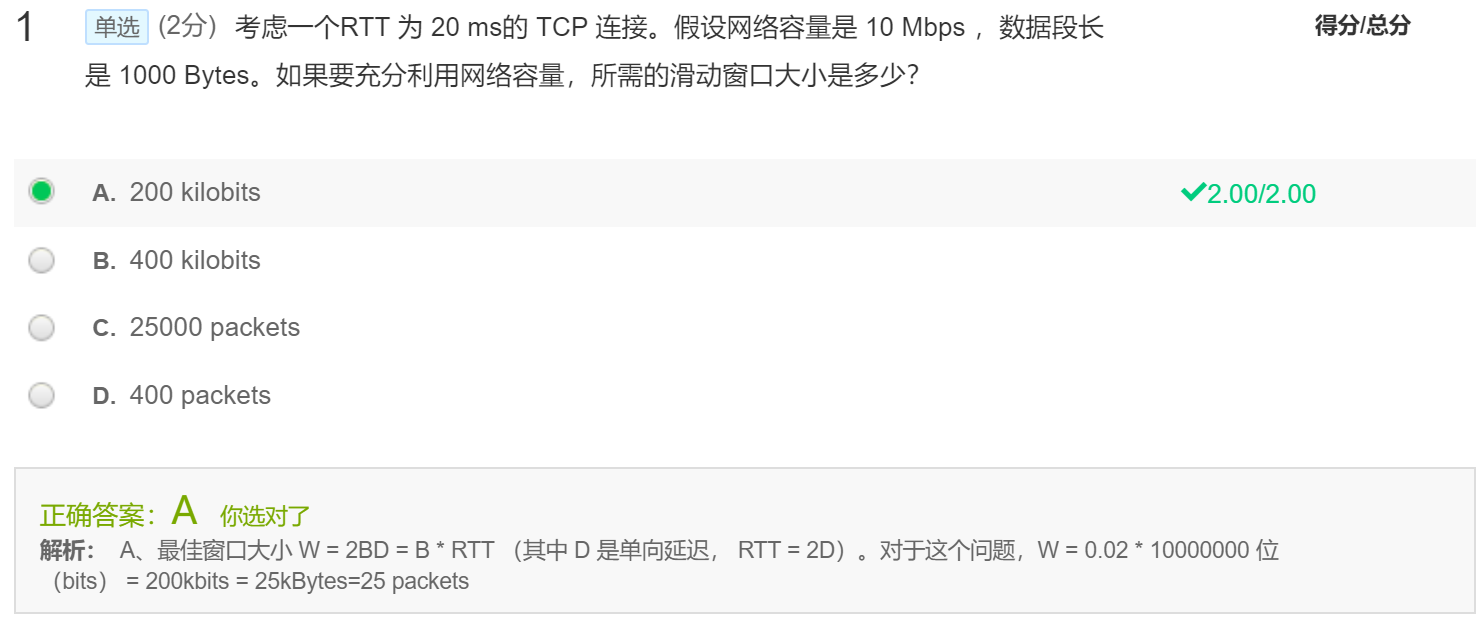 1 单选 (2分) 考虑一个RTT 为 20 ms的 TCP 连接。假设网络容量是 10 Mbps ，数据段长 得分/总分
是 1000 Bytes。如果要充分利用网络容量，所需的滑动窗口大小是多少？
A. 200 kilobits 2.00/2.00
B. 400 kilobits
C. 25000 packets
D. 400 packets
正确答案：A 你选对了
解析： A、最佳窗口大小 W = 2BD = B * RTT （其中 D 是单向延迟， RTT = 2D）。对于这个问题，W = 0.02 * 10000000 位
（bits） = 200kbits = 25kBytes=25 packets